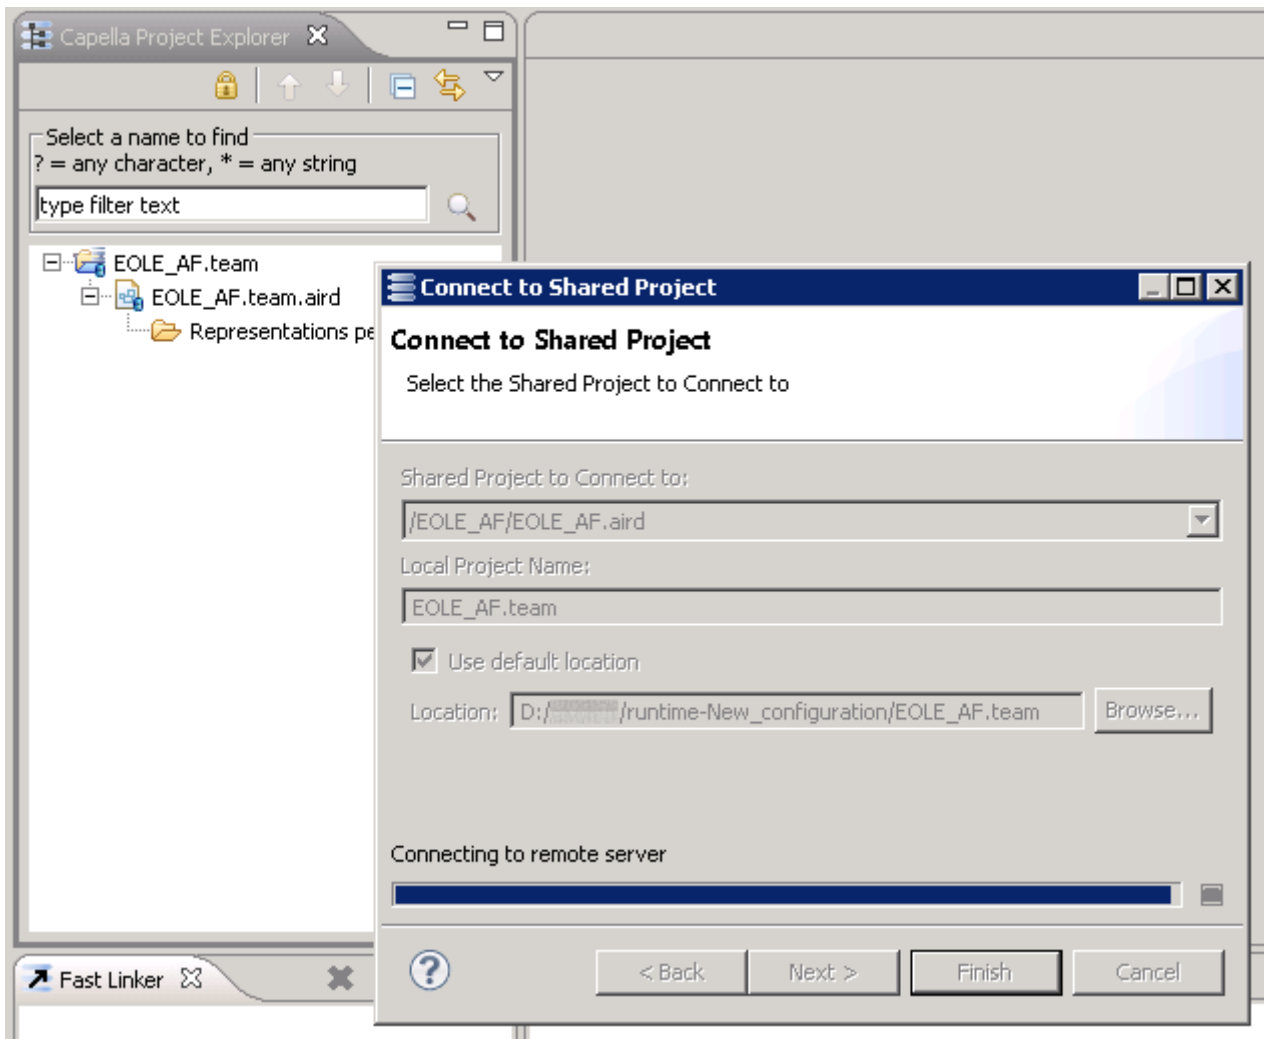 Capella Project Explorer
Select a name to find
? = any character, * = any string
type filter text
EOLE_AF.team
EOLE_AF.team.aird
Representations pe
Connect to Shared Project
Connect to Shared Project
Select the Shared Project to Connect to
Shared Project to Connect to:
/EOLE_AF/EOLE_AF.aird
Local Project Name:
EOLE_AF.team
Use default location
Location: D:/ /runtime-New_configuration/EOLE_AF.team Browse...
Connecting to remote server
< Back Next > Finish Cancel
Fast Linker